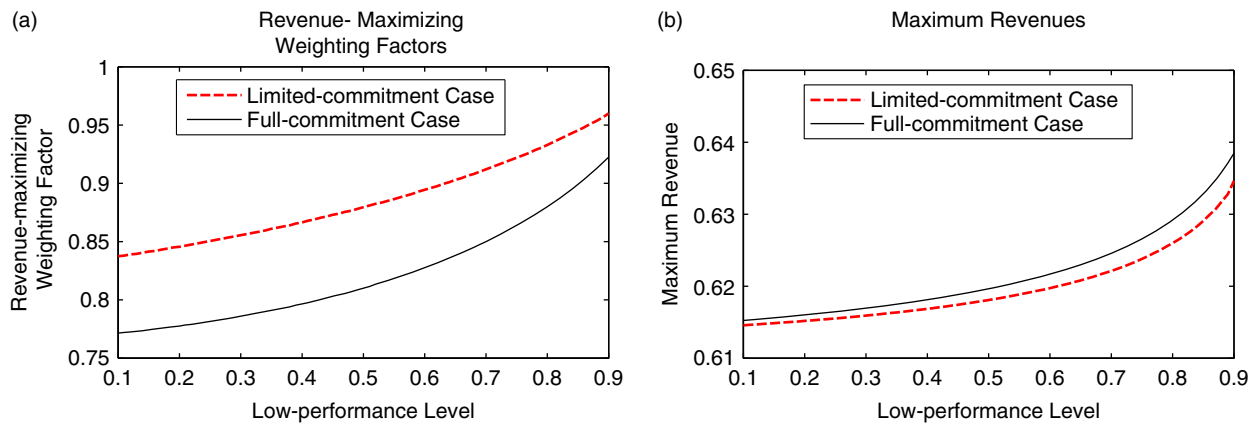 (a)
Revenue- Maximizing
Weighting Factors
1
0.95
0.9
0.85
0.8
0.75
Revenue-maximizing
Weighting Factor
Limited-commitment Case
Full-commitment Case
0.1 0.2 0.3 0.4 0.5 0.6 0.7 0.8 0.9
Low-performance Level
(b)
Maximum Revenues
0.65
0.64
0.63
0.62
0.61
Maximum Revenue
Limited-commitment Case
Full-commitment Case
0.1 0.2 0.3 0.4 0.5 0.6 0.7 0.8 0.9
Low-performance Level